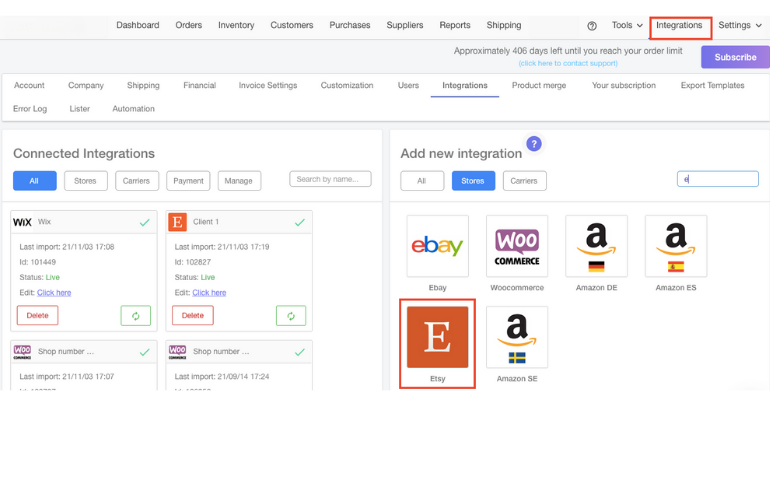 Dashboard Orders Inventory Customers Purchases Suppliers Reports Shipping ? Tools Integrations Settings
Approximately 406 days left until you reach your order limit
(click here to contact support)
Subscribe
Account Company Shipping Financial Invoice Settings Customization Users Integrations Product merge Your subscription Export Templates
Error Log Lister Automation
Connected Integrations
All Stores Carriers Payment Manage Search by name...
WiX Wix
Last import: 21/11/03 17:08
Id: 101449
Status: Live
Edit: Click here
Delete
E Client 1
Last import: 21/11/03 17:19
Id: 102827
Status: Live
Edit: Click here
Delete
WOO COMMERCE Shop number ...
Last import: 21/11/03 17:07
WOO COMMERCE Shop number ...
Last import: 21/09/14 17:24
Add new integration ?
All Stores Carriers e
ebay
Ebay
WOO
COMMERCE
Woocommerce
a
Amazon DE
a
Amazon ES
E
Etsy
a
Amazon SE